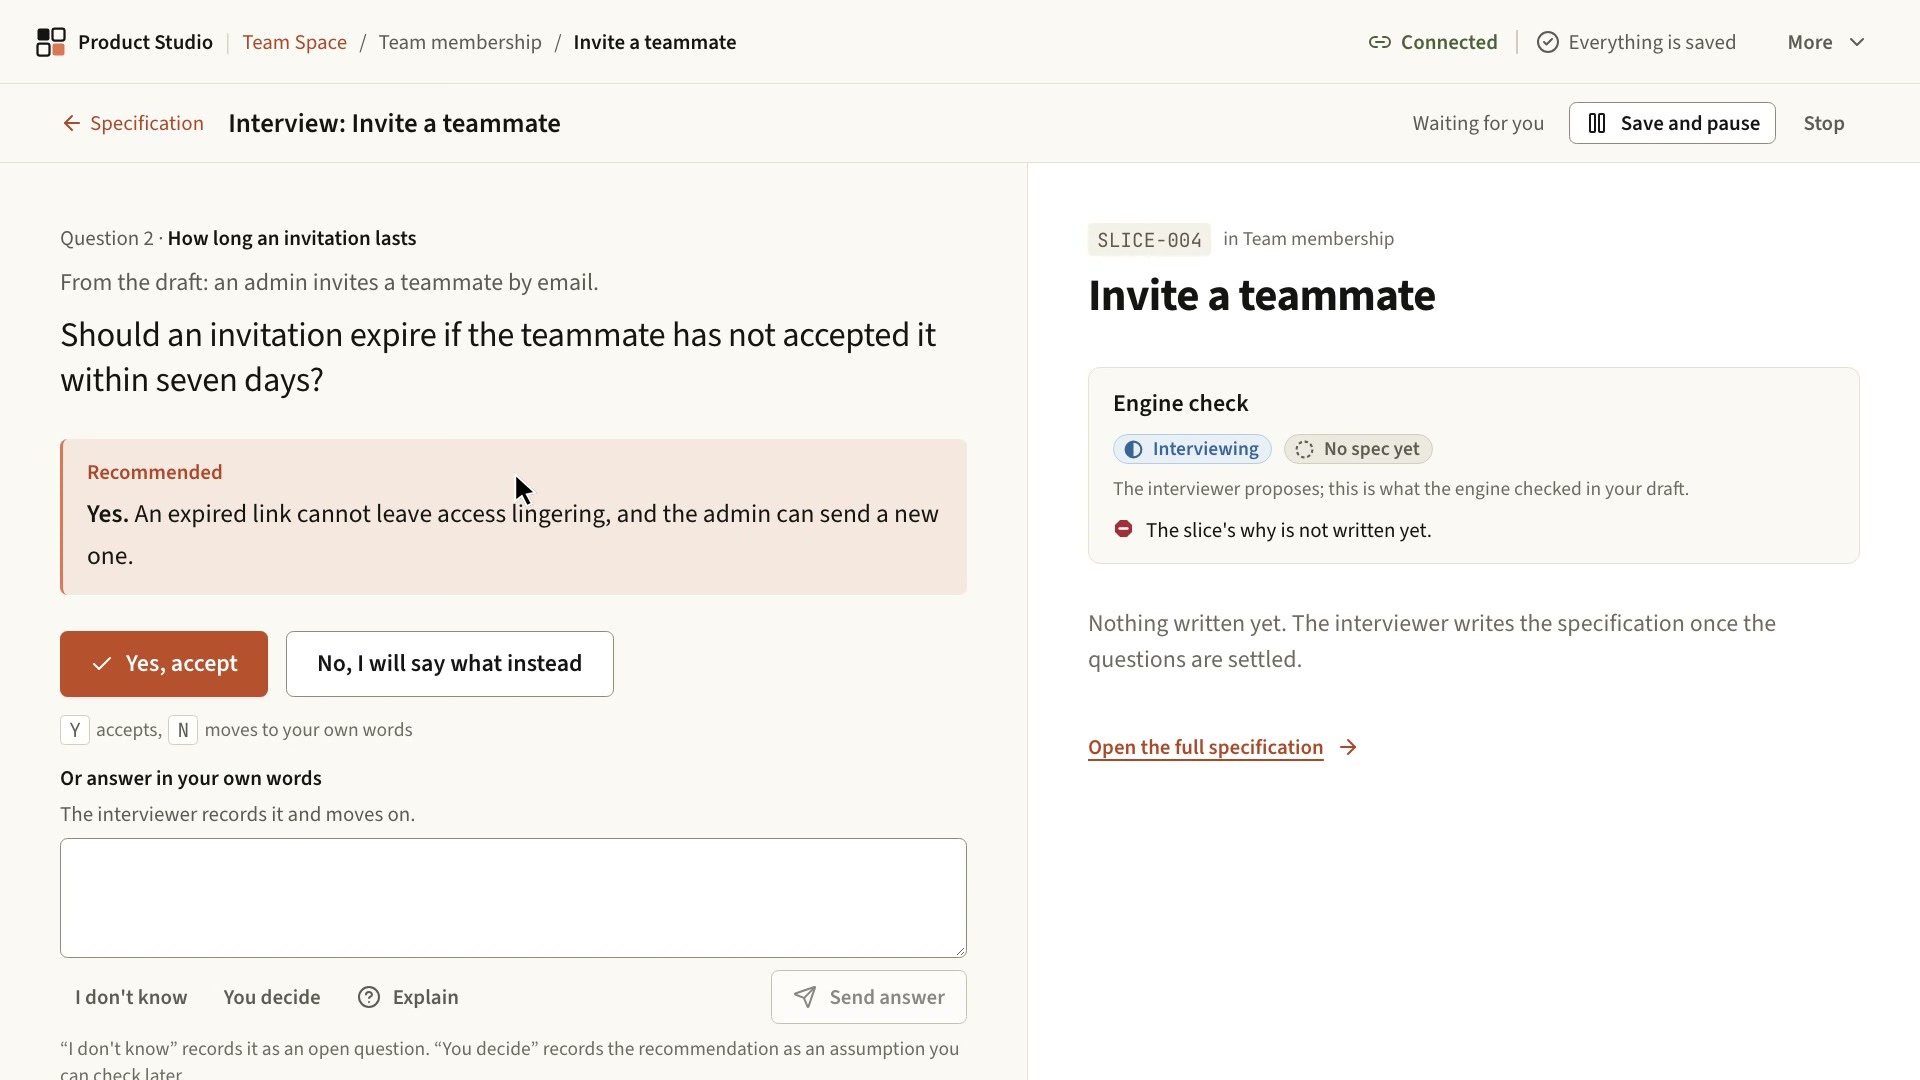 Product Studio
Team Space / Team membership / Invite a teammate
Connected
Everything is saved
More
Specification
Interview: Invite a teammate
Waiting for you
Save and pause
Stop
Question 2 · How long an invitation lasts
From the draft: an admin invites a teammate by email.
Should an invitation expire if the teammate has not accepted it
within seven days?
Recommended
Yes. An expired link cannot leave access lingering, and the admin can send a new
one.
Yes, accept
No, I will say what instead
Y accepts, N moves to your own words
Or answer in your own words
The interviewer records it and moves on.
I don't know
You decide
Explain
Send answer
“I don't know” records it as an open question. “You decide” records the recommendation as an assumption you
can check later.
SLICE-004 in Team membership
Invite a teammate
Engine check
Interviewing
No spec yet
The interviewer proposes; this is what the engine checked in your draft.
The slice's why is not written yet.
Nothing written yet. The interviewer writes the specification once the
questions are settled.
Open the full specification